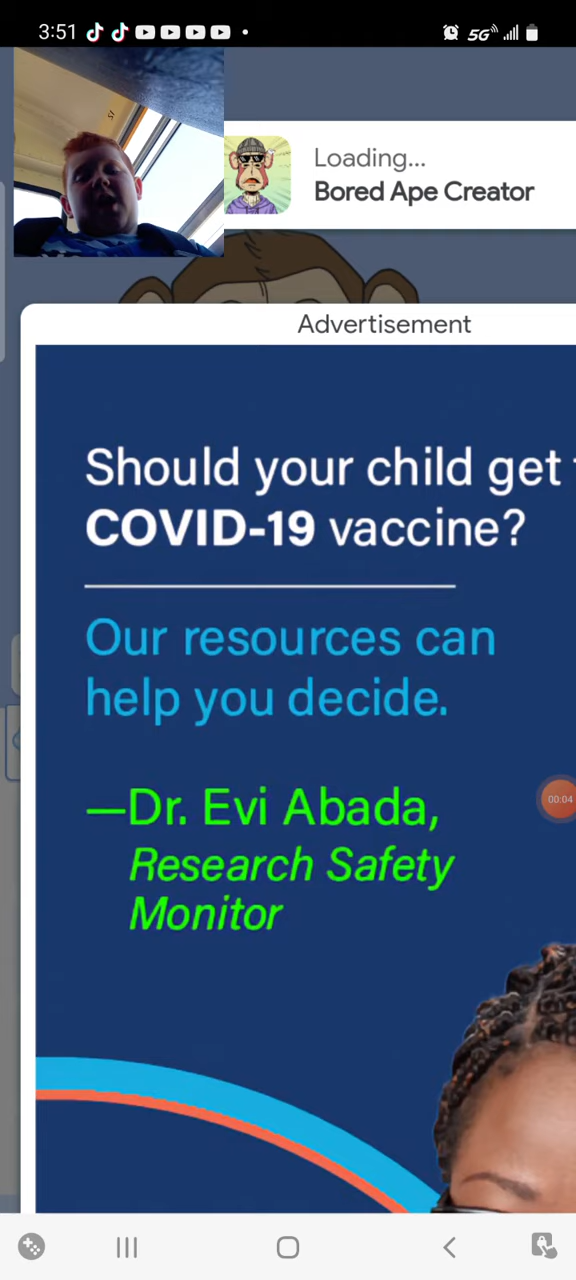 3:51
5G
Loading...
Bored Ape Creator
Advertisement
Should your child get
COVID-19 vaccine?
Our resources can
help you decide.
—Dr. Evi Abada,
Research Safety
Monitor
00:04